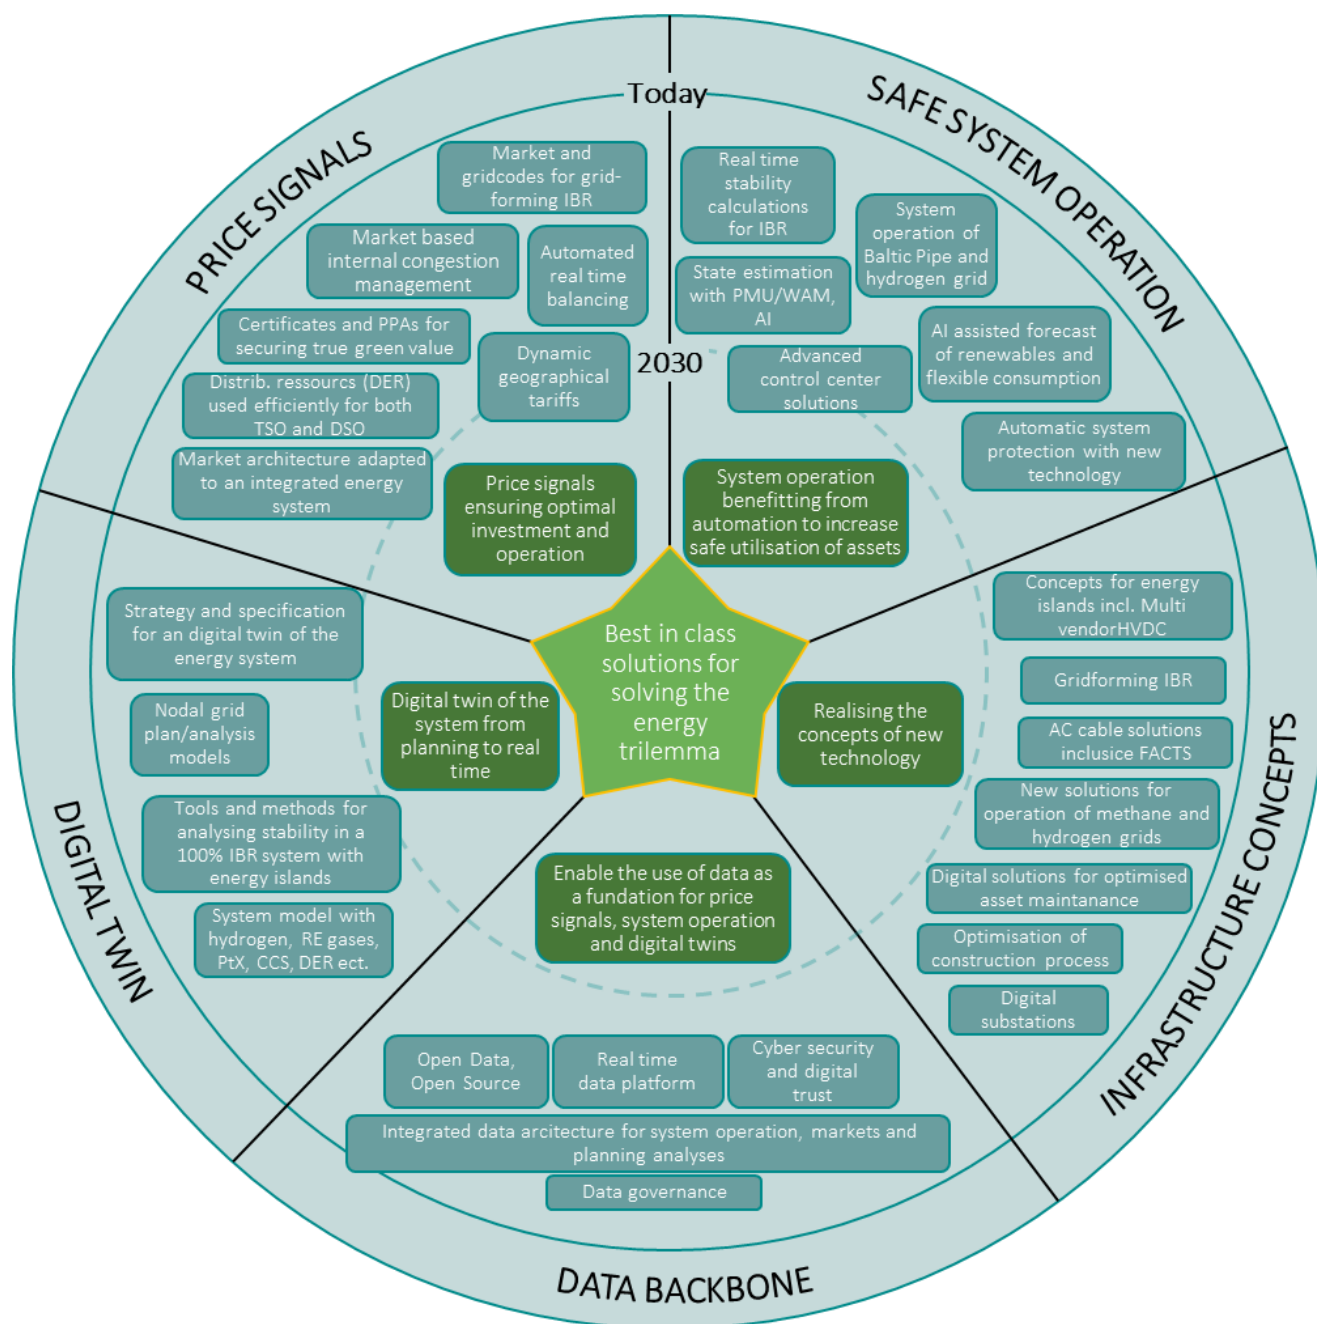 Today
2030
PRICE SIGNALS
Market and
gridcodes for grid-
forming IBR
Market based
internal congestion
management
Automated
real time
balancing
Certificates and PPAs for
securing true green value
Dynamic
geographical
tariffs
Distrib. ressourcs (DER)
used efficiently for both
TSO and DSO
Market architecture adapted
to an integrated energy
system
Price signals
ensuring optimal
investment and
operation
SAFE SYSTEM OPERATION
Real time
stability
calculations
for IBR
System
operation of
Baltic Pipe and
hydrogen grid
State estimation
with PMU/WAM,
AI
AI assisted forecast
of renewables and
flexible consumption
Advanced
control center
solutions
Automatic system
protection with new
technology
System operation
benefitting from
automation to increase
safe utilisation of assets
Best in class
solutions for
solving the
energy
trilemma
INFRASTRUCTURE CONCEPTS
Concepts for energy
islands incl. Multi
vendorHVDC
Gridforming IBR
AC cable solutions
inclusice FACTS
New solutions for
operation of methane and
hydrogen grids
Digital solutions for optimised
asset maintanance
Optimisation of
construction process
Digital
substations
Realising the
concepts of new
technology
DIGITAL TWIN
Strategy and specification
for an digital twin of the
energy system
Nodal grid
plan/analysis
models
Tools and methods for
analysing stability in a
100% IBR system with
energy islands
System model with
hydrogen, RE gases,
PtX, CCS, DER ect.
Digital twin of the
system from
planning to real
time
Enable the use of data as
a fundation for price
signals, system operation
and digital twins
Open Data,
Open Source
Real time
data platform
Cyber security
and digital
trust
Integrated data arcitecture for system operation, markets and
planning analyses
Data governance
DATA BACKBONE